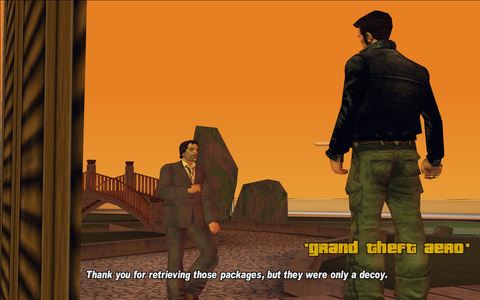 "grand theft aero"
Thank you for retrieving those packages, but they were only a decoy.